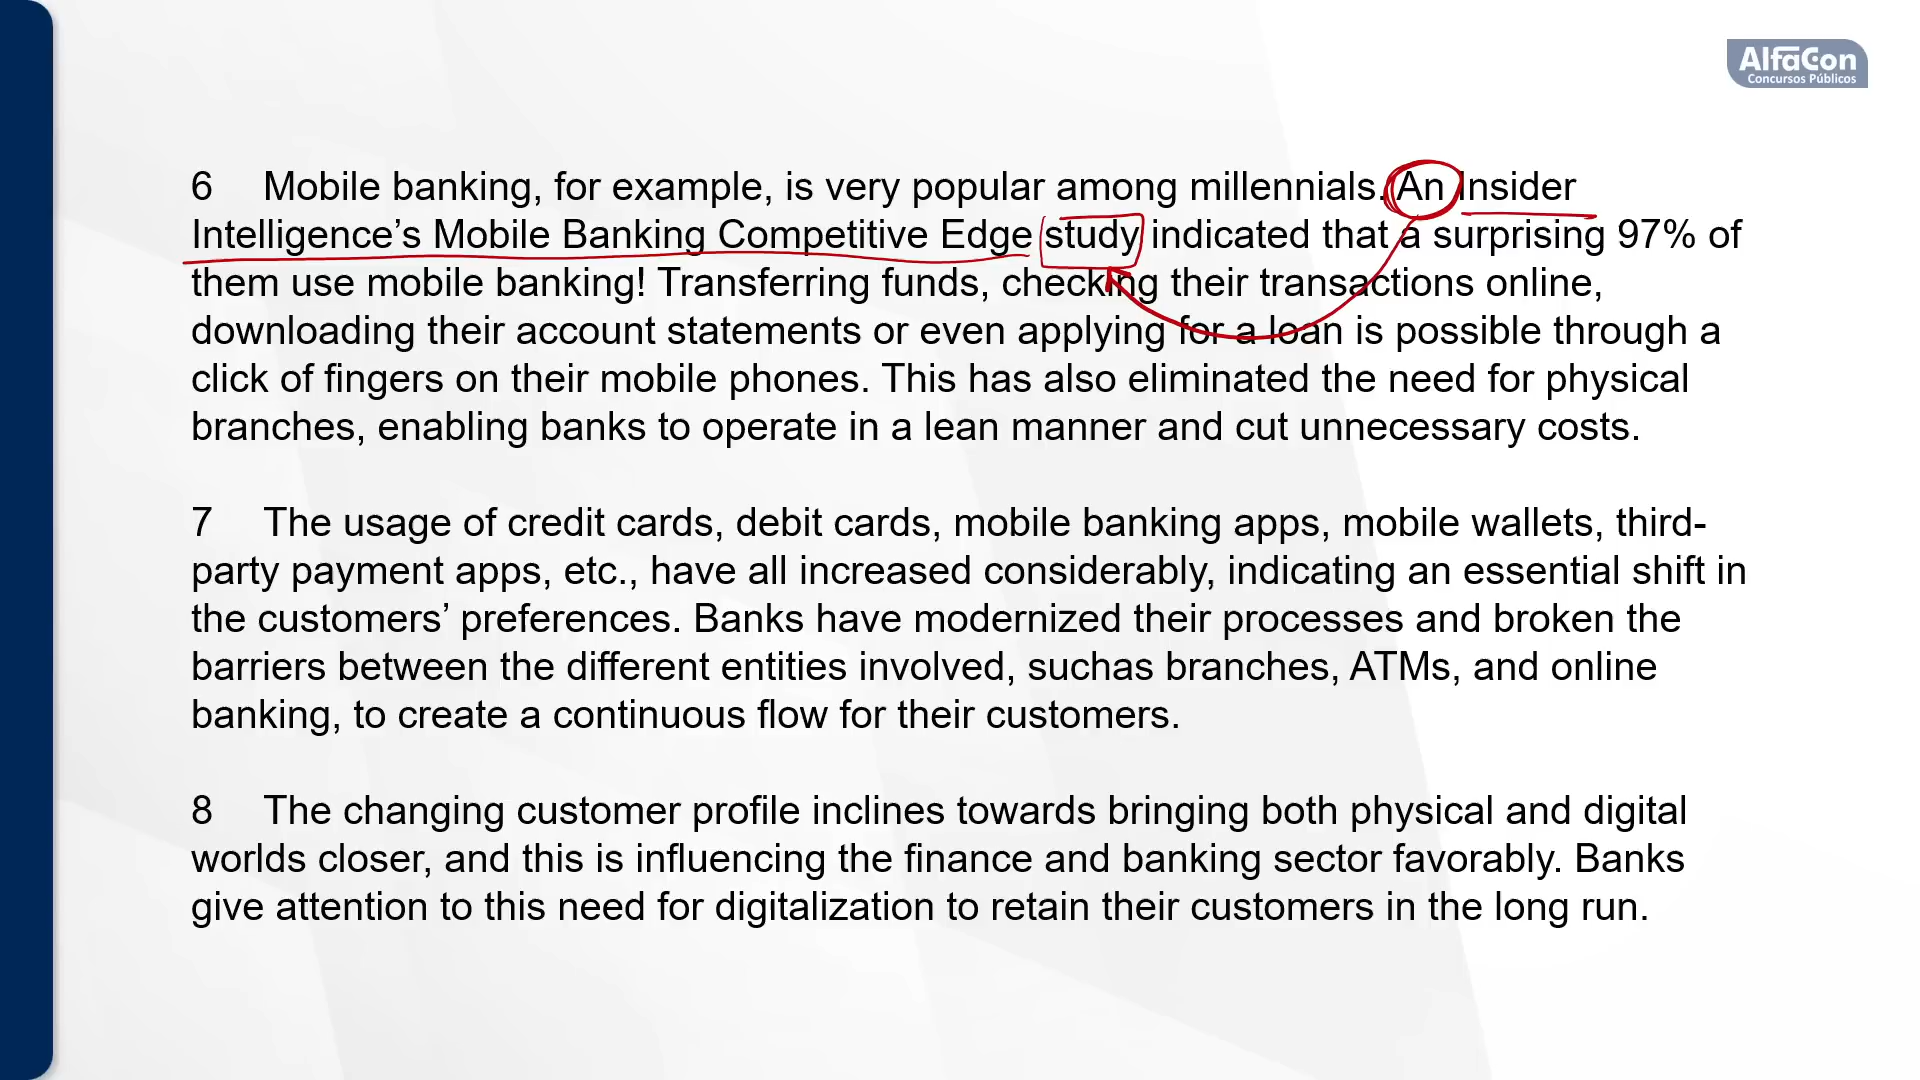 AlfaCon
Concursos Públicos
6 Mobile banking, for example, is very popular among millennials. An Insider
Intelligence’s Mobile Banking Competitive Edge study indicated that a surprising 97% of
them use mobile banking! Transferring funds, checking their transactions online,
downloading their account statements or even applying for a loan is possible through a
click of fingers on their mobile phones. This has also eliminated the need for physical
branches, enabling banks to operate in a lean manner and cut unnecessary costs.
7 The usage of credit cards, debit cards, mobile banking apps, mobile wallets, third-
party payment apps, etc., have all increased considerably, indicating an essential shift in
the customers’ preferences. Banks have modernized their processes and broken the
barriers between the different entities involved, suchas branches, ATMs, and online
banking, to create a continuous flow for their customers.
8 The changing customer profile inclines towards bringing both physical and digital
worlds closer, and this is influencing the finance and banking sector favorably. Banks
give attention to this need for digitalization to retain their customers in the long run.